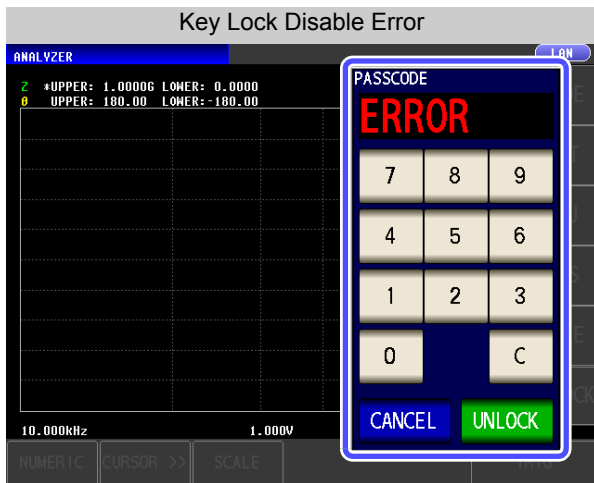 Key Lock Disable Error
ANALYZER
LAN
Z *UPPER: 1.0000G LOWER: 0.0000
θ UPPER: 180.00 LOWER:-180.00
PASSCODE
ERROR
7 8 9
4 5 6
1 2 3
0 C
CANCEL UNLOCK
10.000kHz 1.000V
NUMERIC CURSOR >> SCALE